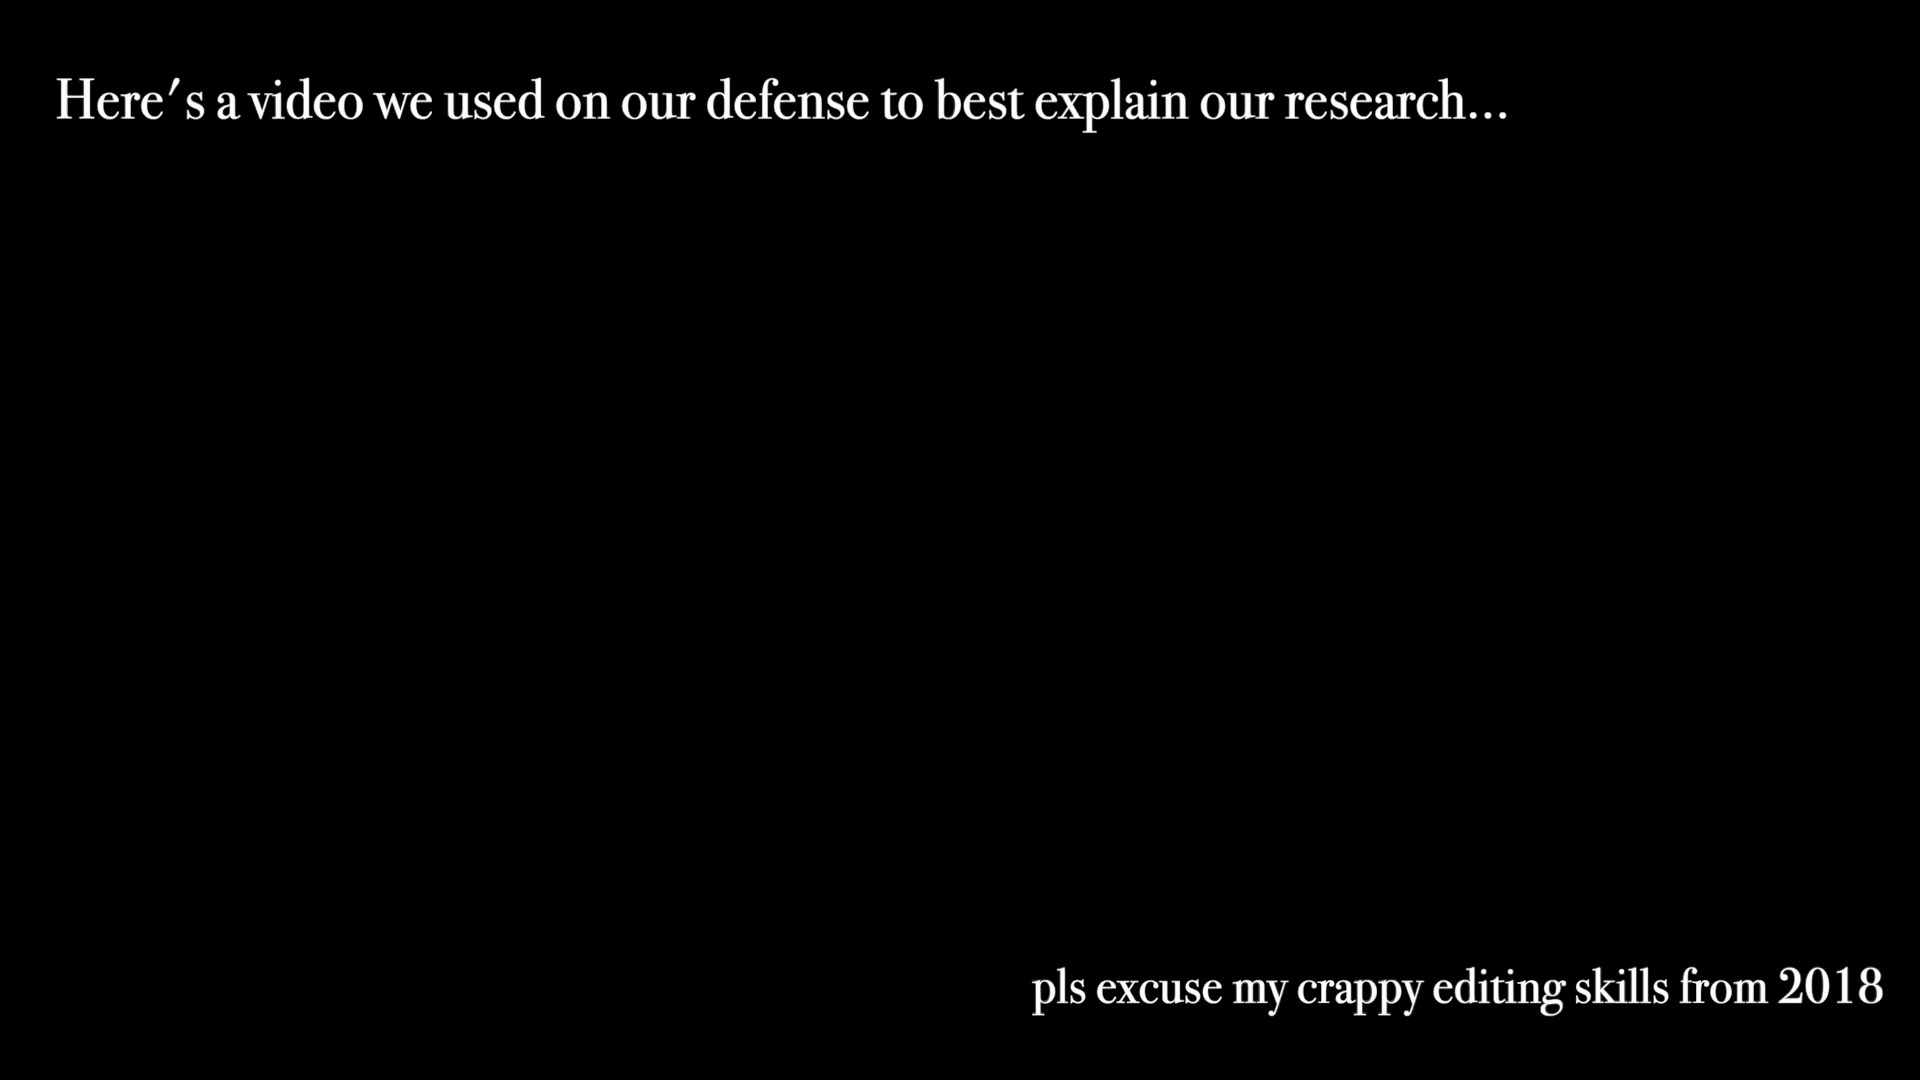 Here's a video we used on our defense to best explain our research...
pls excuse my crappy editing skills from 2018